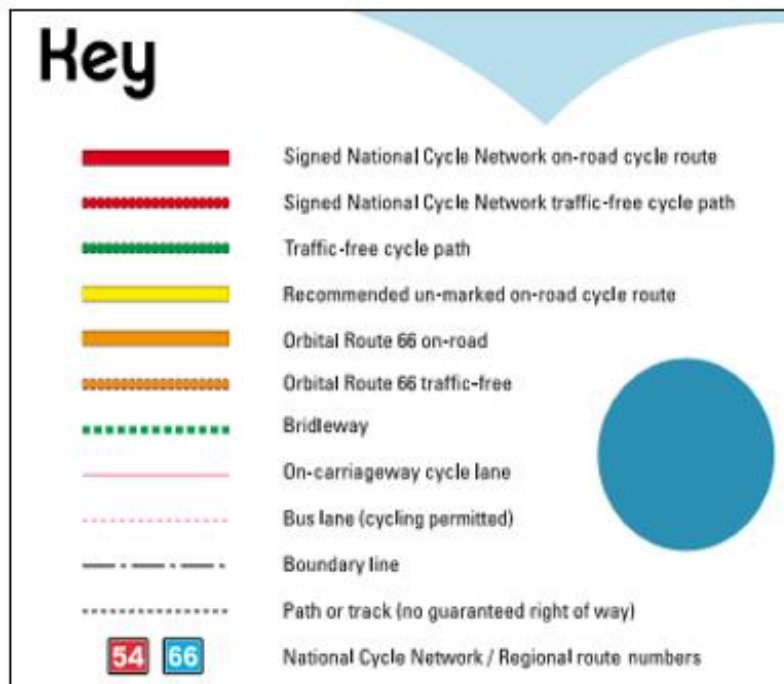 Key
Signed National Cycle Network on-road cycle route
Signed National Cycle Network traffic-free cycle path
Traffic-free cycle path
Recommended un-marked on-road cycle route
Orbital Route 66 on-road
Orbital Route 66 traffic-free
Bridleway
On-carriageway cycle lane
Bus lane (cycling permitted)
Boundary line
Path or track (no guaranteed right of way)
54 66 National Cycle Network / Regional route numbers